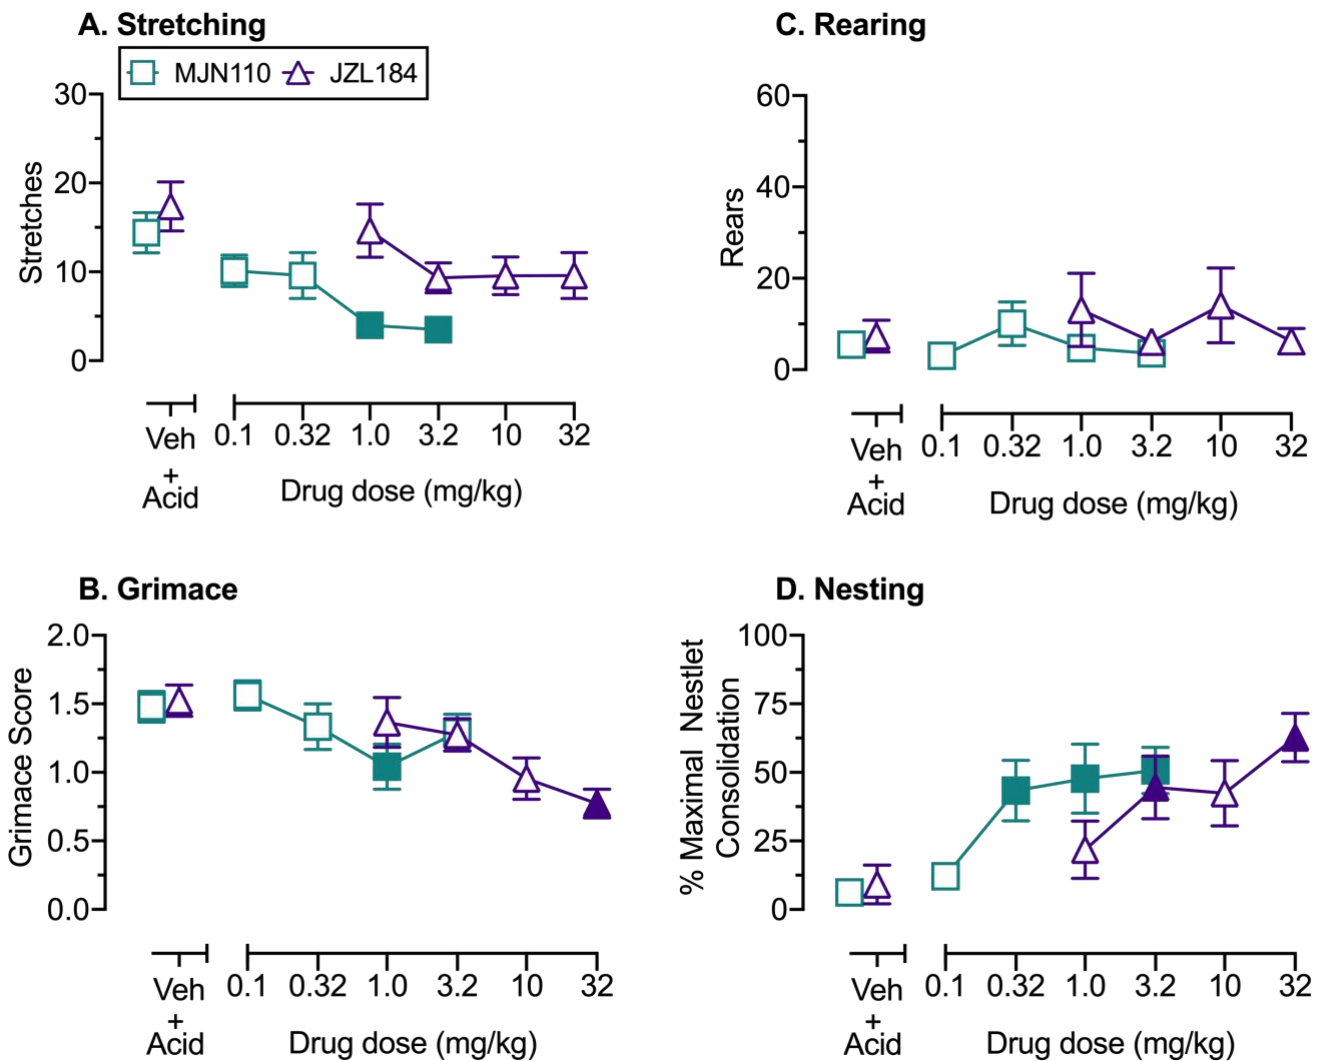 A. Stretching
MJN110 JZL184
30
20
10
0
Stretches
Veh
+
Acid
0.1 0.32 1.0 3.2 10 32
Drug dose (mg/kg)
C. Rearing
60
40
20
0
Rears
Veh
+
Acid
0.1 0.32 1.0 3.2 10 32
Drug dose (mg/kg)
B. Grimace
2.0
1.5
1.0
0.5
0.0
Grimace Score
Veh
+
Acid
0.1 0.32 1.0 3.2 10 32
Drug dose (mg/kg)
D. Nesting
100
75
50
25
0
% Maximal Nestlet
Consolidation
Veh
+
Acid
0.1 0.32 1.0 3.2 10 32
Drug dose (mg/kg)